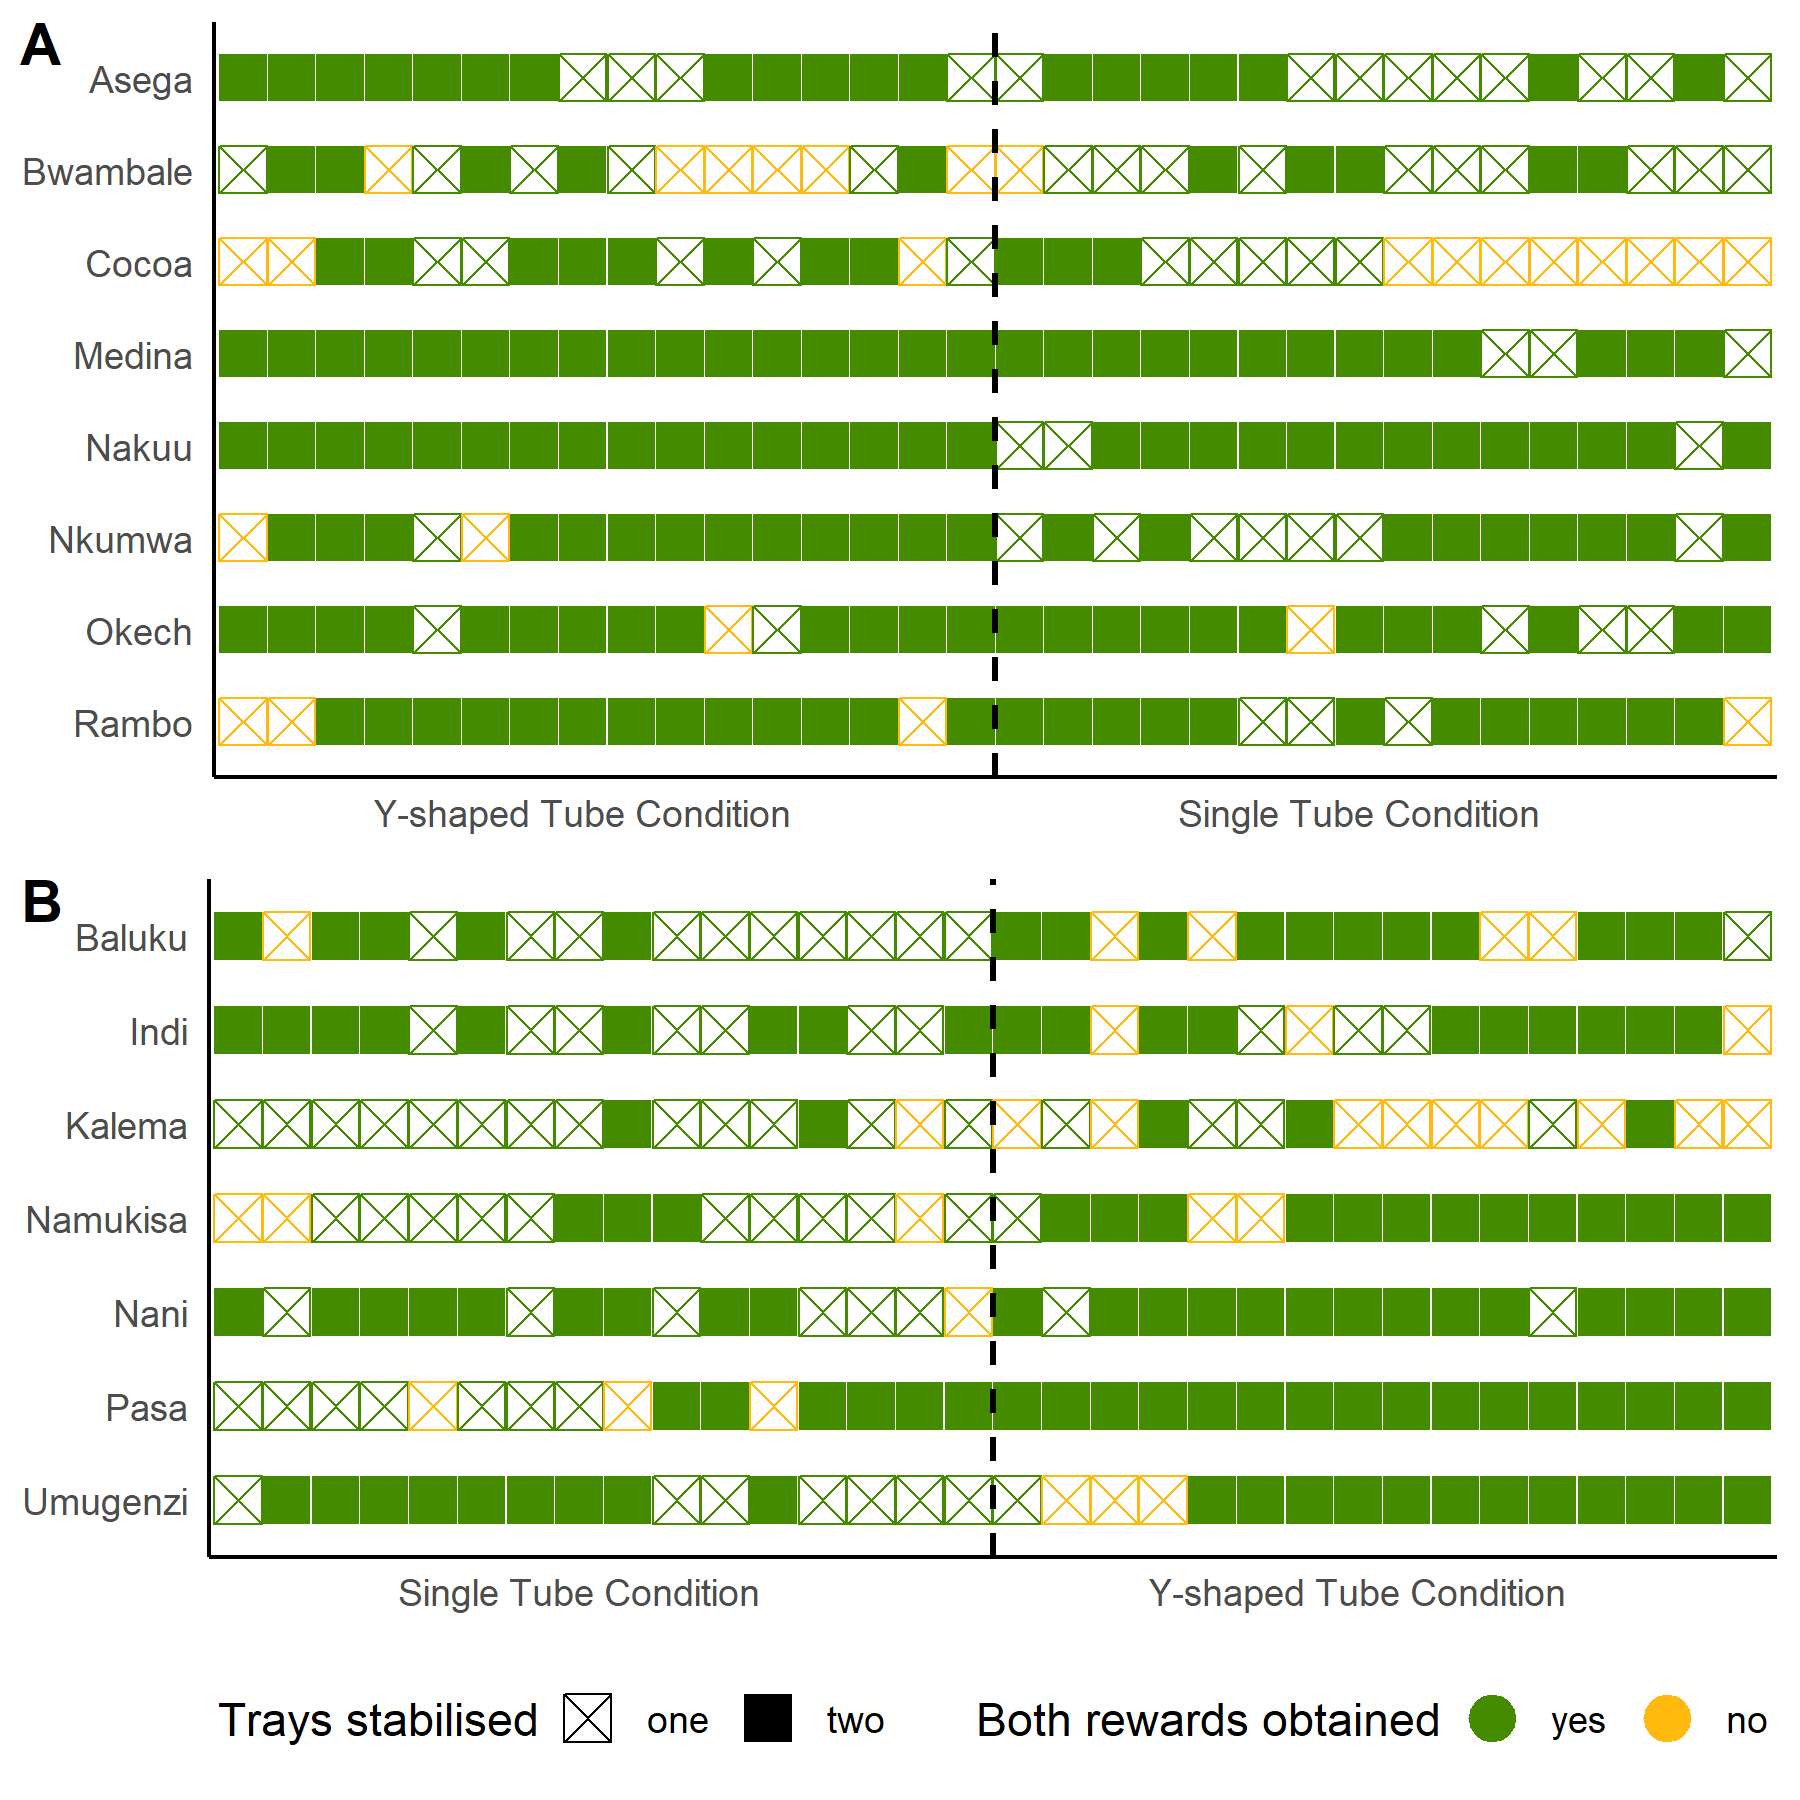 A
Asega
Bwambale
Cocoa
Medina
Nakuu
Nkumwa
Okech
Rambo
Y-shaped Tube Condition Single Tube Condition
B
Baluku
Indi
Kalema
Namukisa
Nani
Pasa
Umugenzi
Single Tube Condition Y-shaped Tube Condition
Trays stabilised one two Both rewards obtained yes no